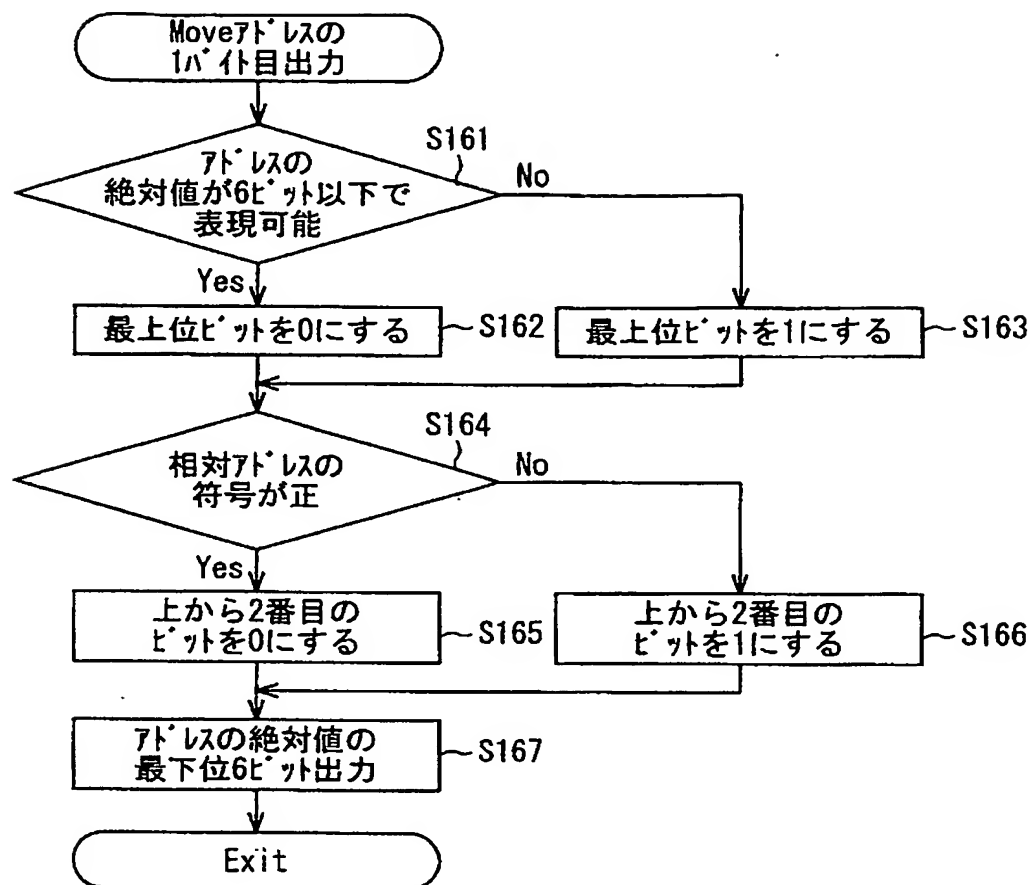 Moveｱﾄﾞﾚｽの
1ﾊﾞｲﾄ目出力
S161
ｱﾄﾞﾚｽの
絶対値が6ﾋﾞｯﾄ以下で
表現可能
No
Yes
最上位ﾋﾞｯﾄを0にする
S162
最上位ﾋﾞｯﾄを1にする
S163
S164
相対ｱﾄﾞﾚｽの
符号が正
No
Yes
上から2番目の
ﾋﾞｯﾄを0にする
S165
上から2番目の
ﾋﾞｯﾄを1にする
S166
ｱﾄﾞﾚｽの絶対値の
最下位6ﾋﾞｯﾄ出力
S167
Exit